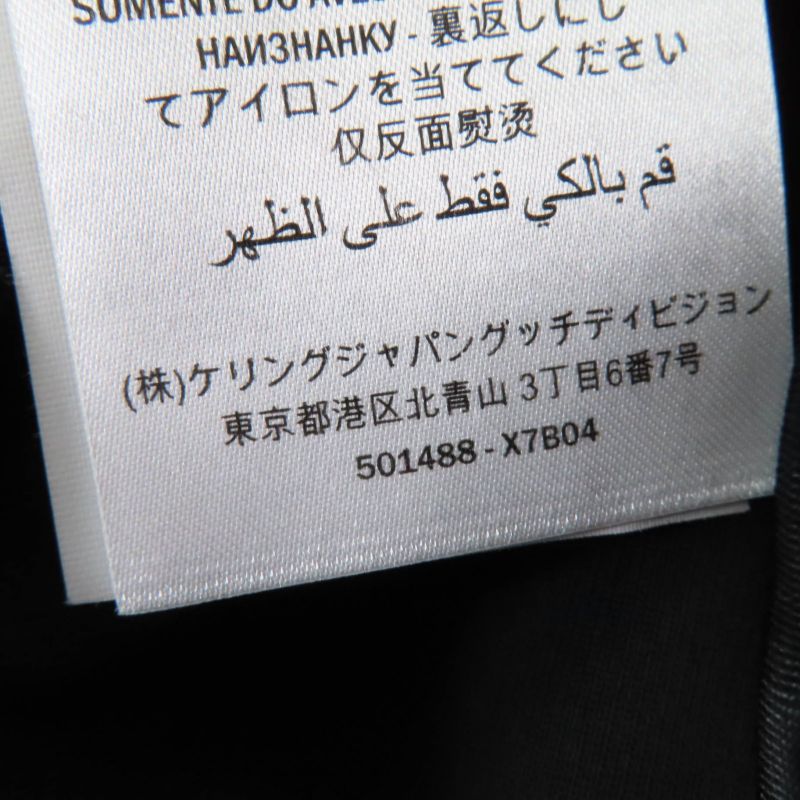 SOMENTE DO AVES
НАИЗНАНКУ - 裏返しにし
てアイロンを当ててください
仅反面熨烫
قم بالكي فقط على الظهر
(株)ケリングジャパングッチディビジョン
東京都港区北青山 3丁目6番7号
501488 - X7B04